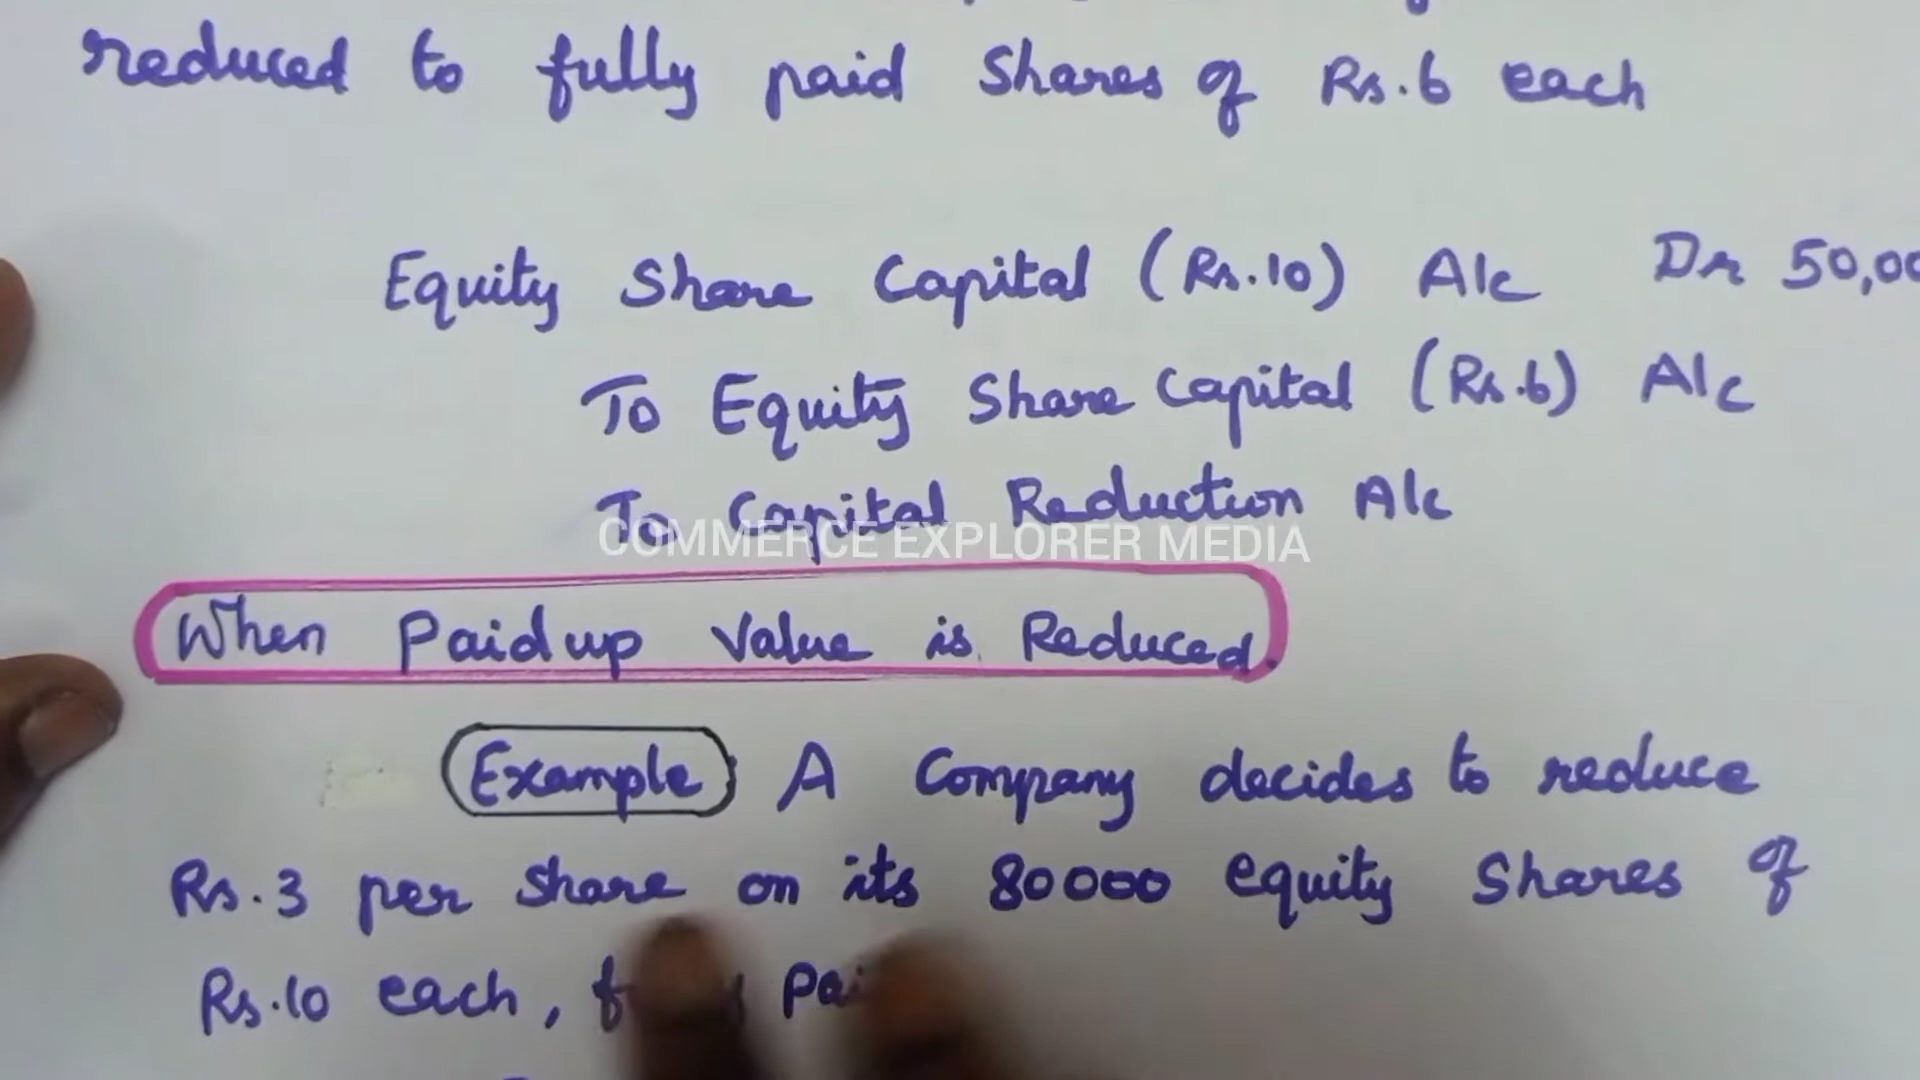 reduced to fully paid Shares of Rs.6 each
Equity Share Capital (Rs.10) A/c Dr 50,00
To Equity Share Capital (Rs.6) A/c
To Capital Reduction A/c
COMMERCE EXPLORER MEDIA
When Paid up Value is Reduced.
Example A Company decides to reduce
Rs.3 per share on its 80000 equity Shares of
Rs.10 each,